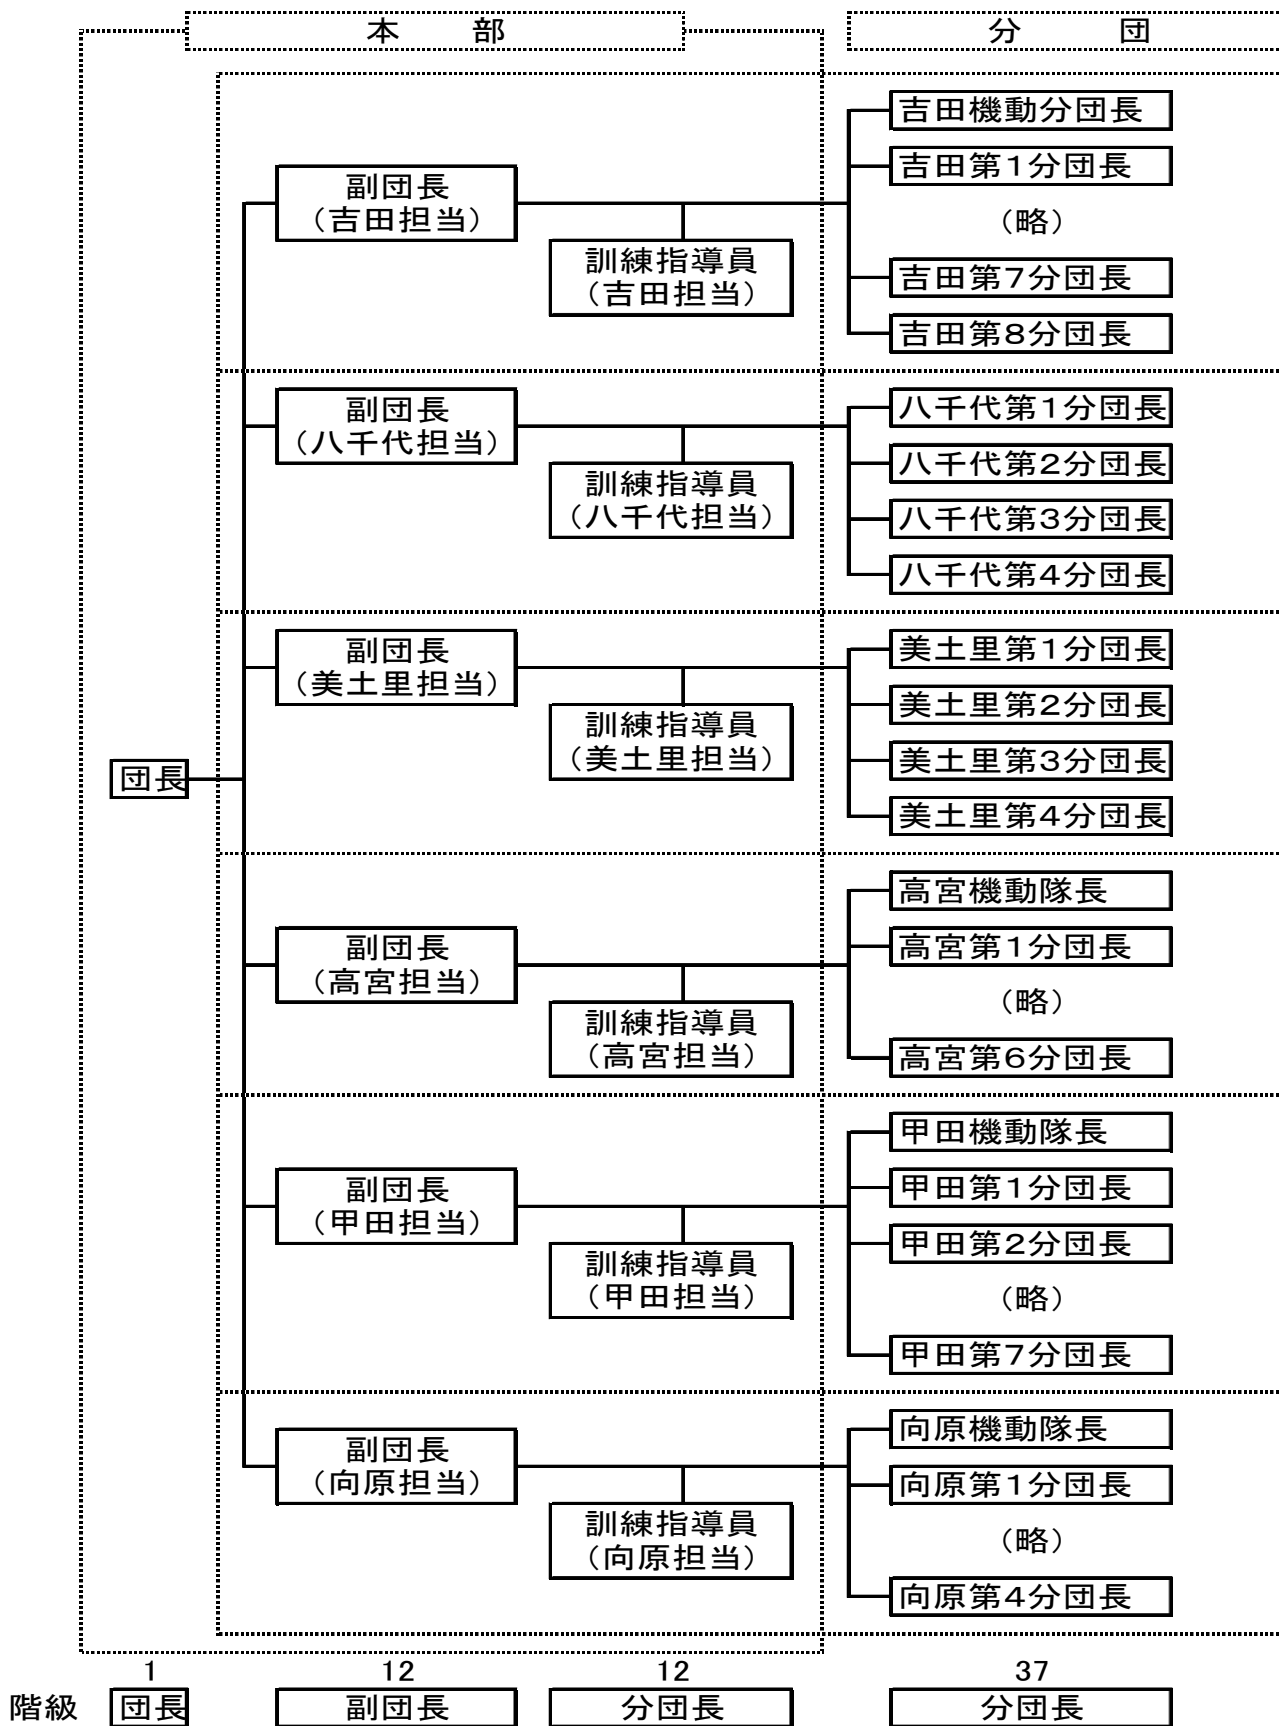 本　部
分　団
吉田機動分団長
吉田第１分団長
（略）
吉田第７分団長
吉田第８分団長
副団長
（吉田担当）
訓練指導員
（吉田担当）
副団長
（八千代担当）
訓練指導員
（八千代担当）
八千代第１分団長
八千代第２分団長
八千代第３分団長
八千代第４分団長
副団長
（美土里担当）
訓練指導員
（美土里担当）
美土里第１分団長
美土里第２分団長
美土里第３分団長
美土里第４分団長
団長
副団長
（高宮担当）
訓練指導員
（高宮担当）
高宮機動隊長
高宮第１分団長
（略）
高宮第６分団長
副団長
（甲田担当）
訓練指導員
（甲田担当）
甲田機動隊長
甲田第１分団長
甲田第２分団長
（略）
甲田第７分団長
副団長
（向原担当）
訓練指導員
（向原担当）
向原機動隊長
向原第１分団長
（略）
向原第４分団長
1 12 12 37
階級 団長 副団長 分団長 分団長